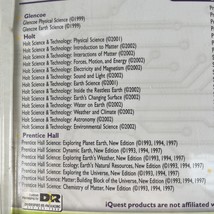 Glencoe
Glencoe Physical Science (©1999)
Glencoe Earth Science (©1999)
Holt
Holt Science & Technology: Physical Science (©2001)
Holt Science & Technology: Introduction to Matter (©2002)
Holt Science & Technology: Interactions of Matter (©2002)
Holt Science & Technology: Forces, Motion, and Energy (©2002)
Holt Science & Technology: Electricity and Magnetism (©2002)
Holt Science & Technology: Sound and Light (©2002)
Holt Science & Technology: Earth Science (©2001)
Holt Science & Technology: Inside the Restless Earth (©2002)
Holt Science & Technology: Earth's Changing Surface (©2002)
Holt Science & Technology: Water on Earth (©2002)
Holt Science & Technology: Weather and Climate (©2002)
Holt Science & Technology: Astronomy (©2002)
Holt Science & Technology: Environmental Science (©2002)
Prentice Hall
Prentice Hall Science: Exploring Planet Earth, New Edition (©1993, 1994, 1997)
Prentice Hall Science: Dynamic Earth, New Edition (©1993, 1994, 1997)
Prentice Hall Science: Exploring Earth's Weather, New Edition (©1993, 1994, 1997)
Prentice Hall Science: Ecology: Earth's Natural Resources, New Edition (©1993, 1994, 1997)
Prentice Hall Science: Exploring the Universe, New Edition (©1993, 1994, 1997)
Prentice Hall Science: Matter: Building Block of the Universe, New Edition (©1993, 1994, 1997)
Prentice Hall Science: Chemistry of Matter, New Edition (©1993, 1994, 1997)
iQuest products are not affiliated